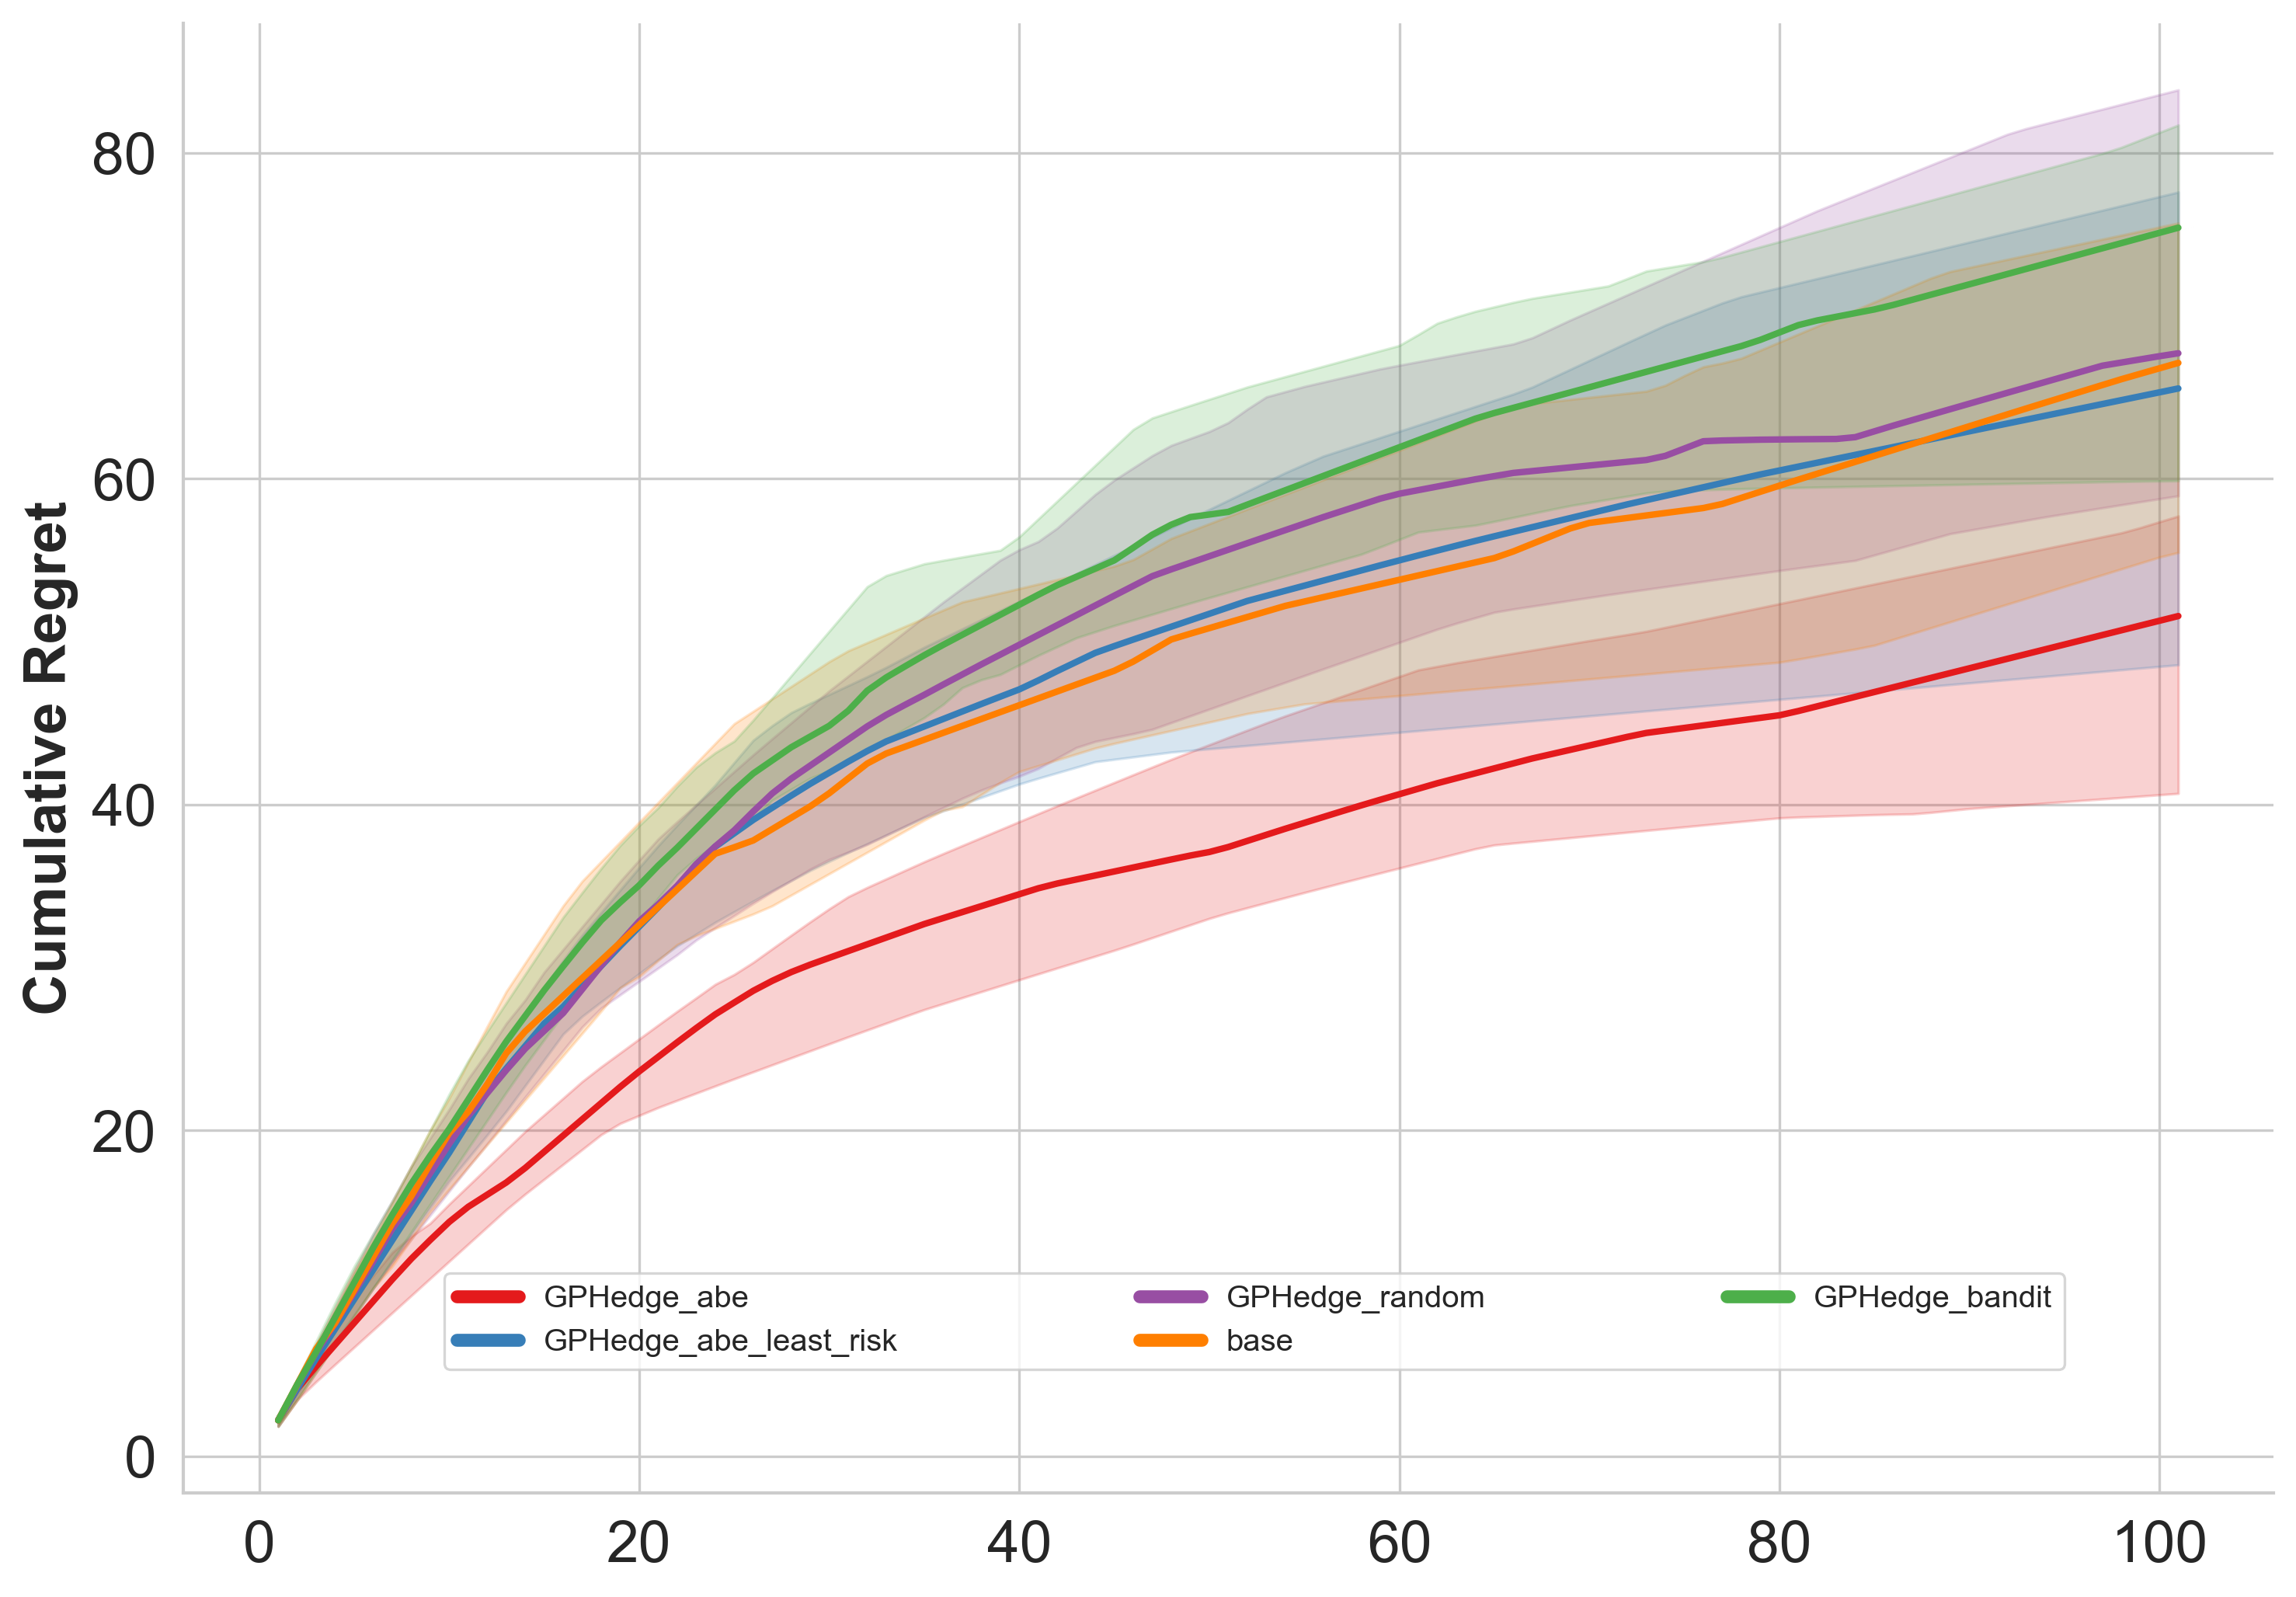 Cumulative Regret
80
60
40
20
0
0 20 40 60 80 100
GPHedge_abe GPHedge_random GPHedge_bandit
GPHedge_abe_least_risk base